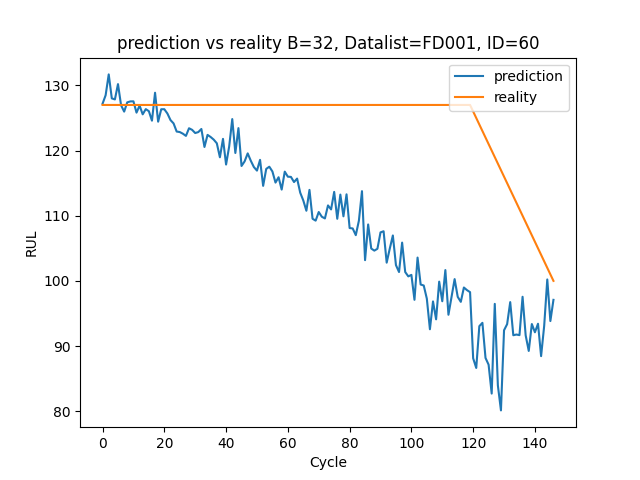 prediction vs reality B=32, Datalist=FD001, ID=60
prediction
reality
130
120
110
100
90
80
RUL
0 20 40 60 80 100 120 140
Cycle